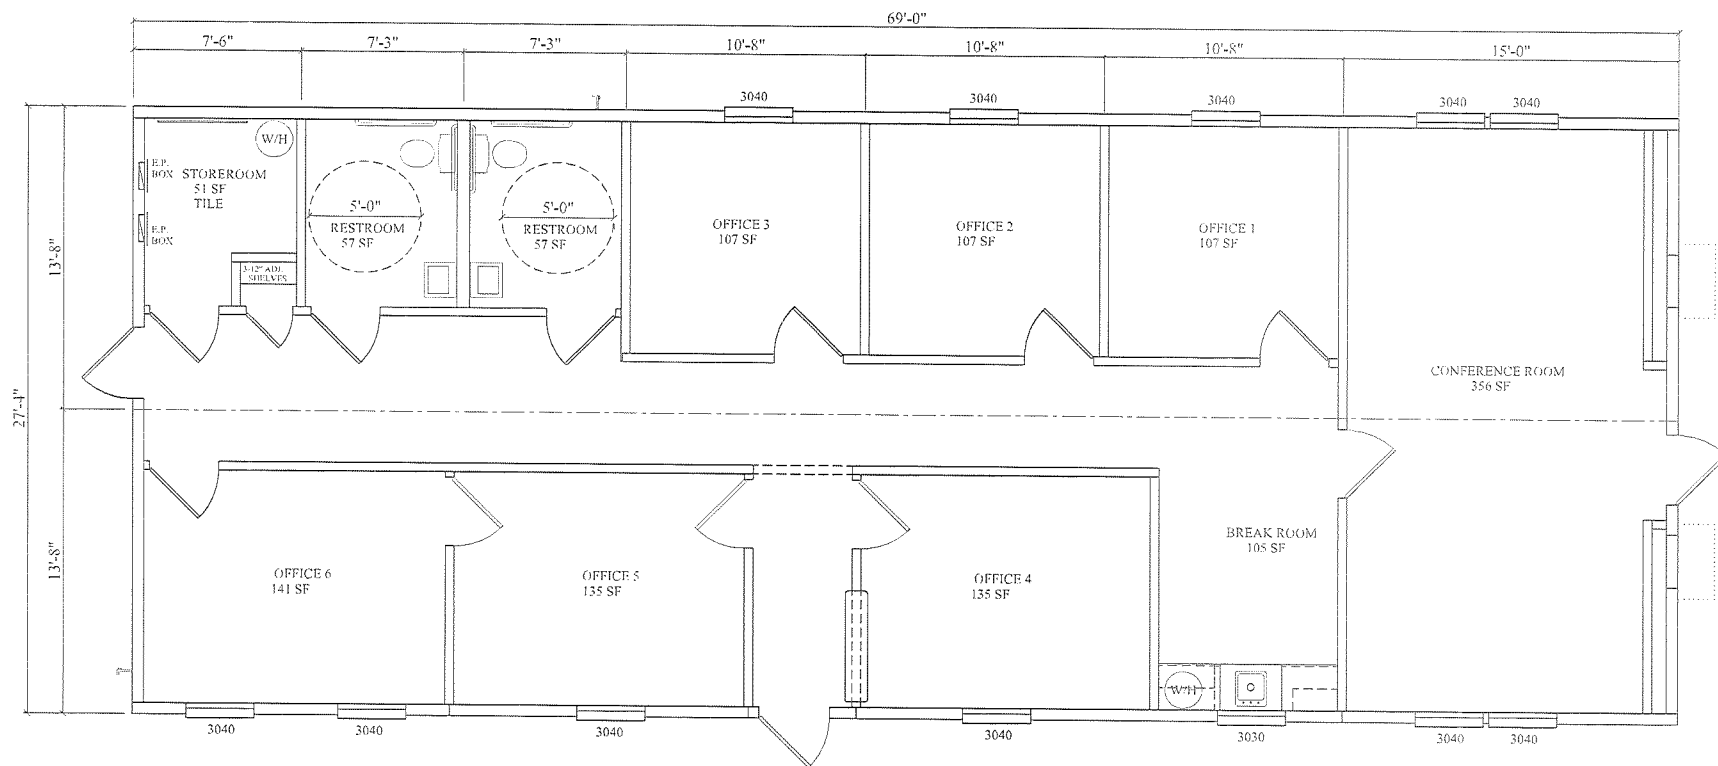 69'-0"
7'-6"
7'-3"
7'-3"
10'-8"
10'-8"
10'-8"
15'-0"
3040
3040
3040
3040
3040
W/H
E.P.
BOX
STOREROOM
51 SF
TILE
E.P.
BOX
5'-0"
RESTROOM
57 SF
5'-0"
RESTROOM
57 SF
OFFICE 3
107 SF
OFFICE 2
107 SF
OFFICE 1
107 SF
3-12" ADJ.
SHELVES
13'-8"
27'-4"
CONFERENCE ROOM
356 SF
13'-8"
OFFICE 6
141 SF
OFFICE 5
135 SF
OFFICE 4
135 SF
BREAK ROOM
105 SF
W/H
3040
3040
3040
3040
3030
3040
3040